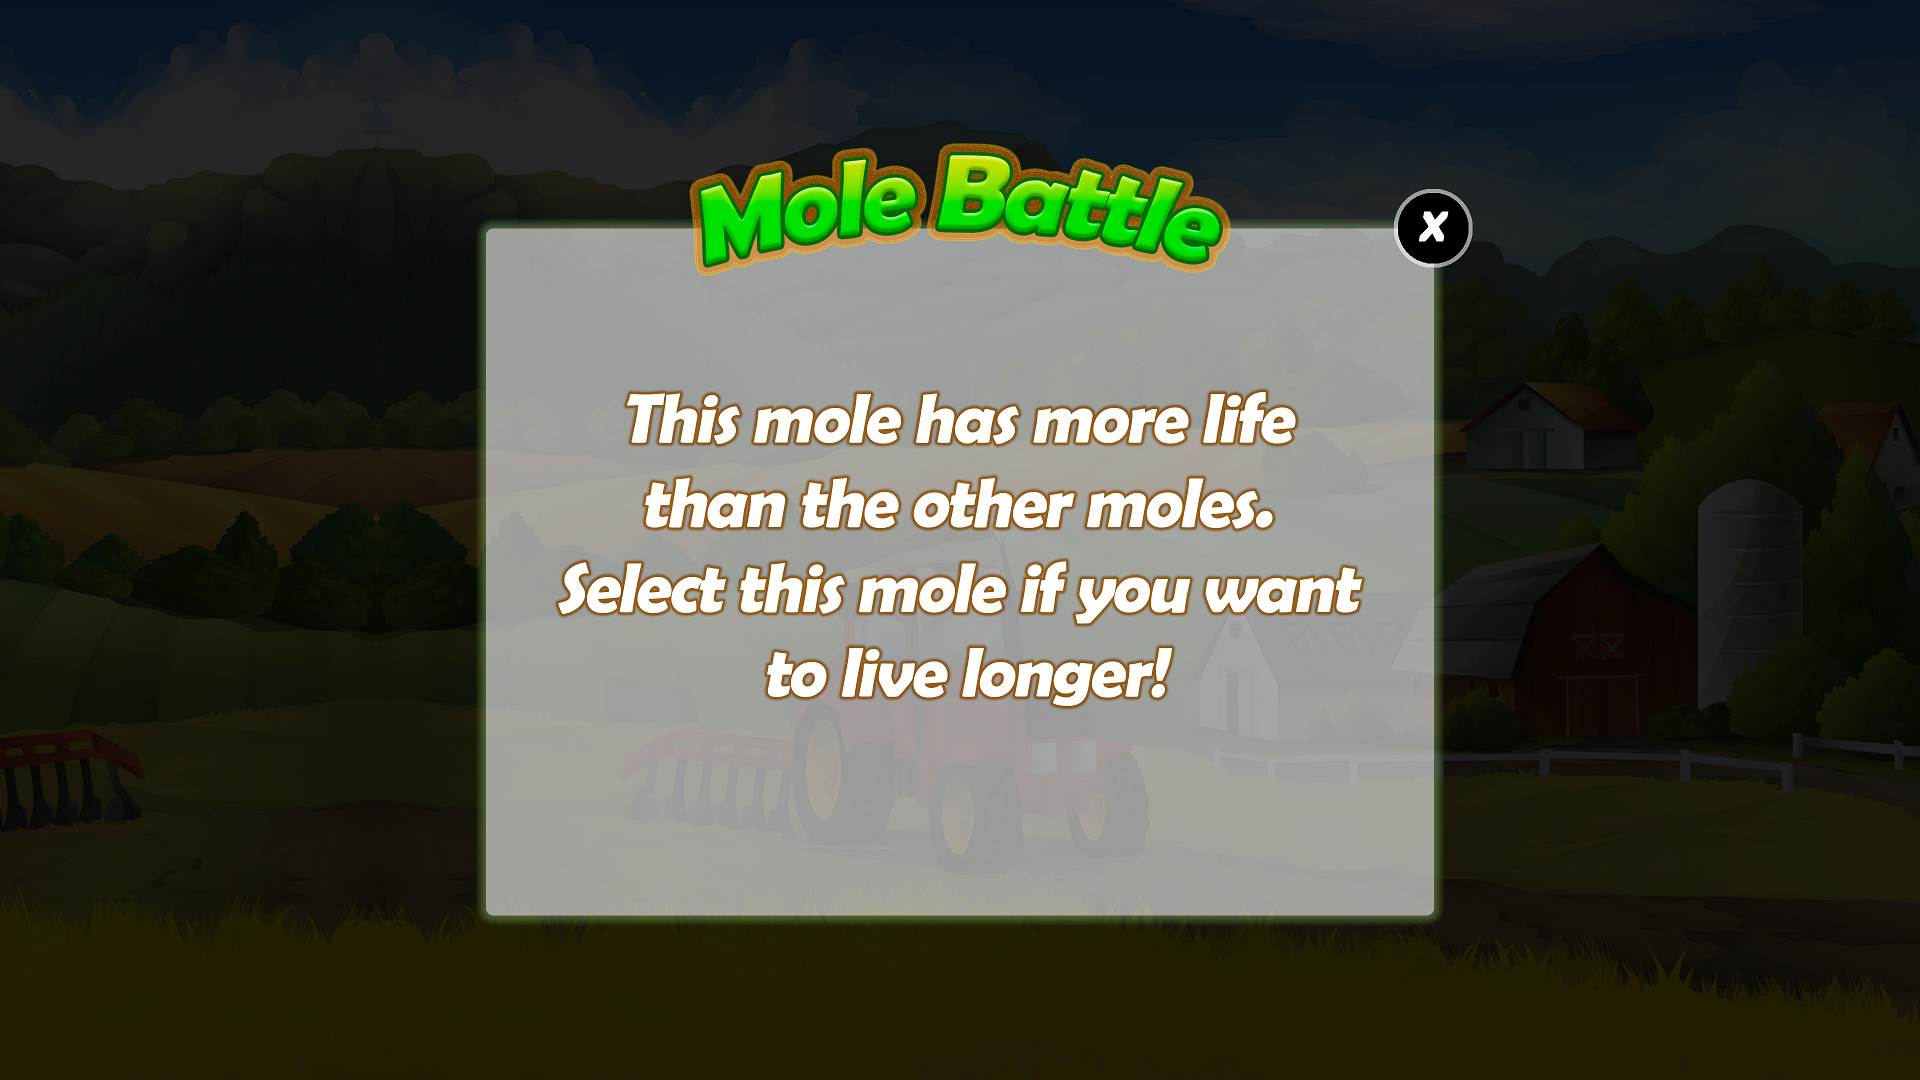 Mole Battle
X
This mole has more life
than the other moles.
Select this mole if you want
to live longer!